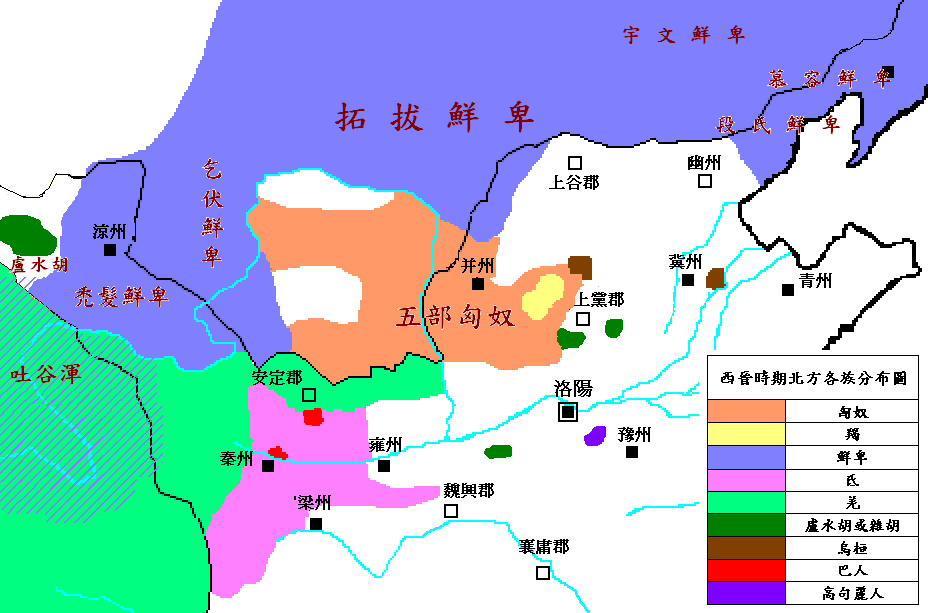 宇文鮮卑
慕容鮮卑
拓拔鮮卑
段氏鮮卑
乞伏鮮卑
上谷郡
幽州
涼州
盧水胡
并州
冀州
青州
禿髮鮮卑
上黨郡
五部匈奴
吐谷渾
安定郡
洛陽
豫州
秦州
雍州
'梁州
魏興郡
襄庸郡
西晉時期北方各族分布圖
匈奴
羯
鮮卑
氐
羌
盧水胡或雜胡
烏桓
巴人
高句麗人